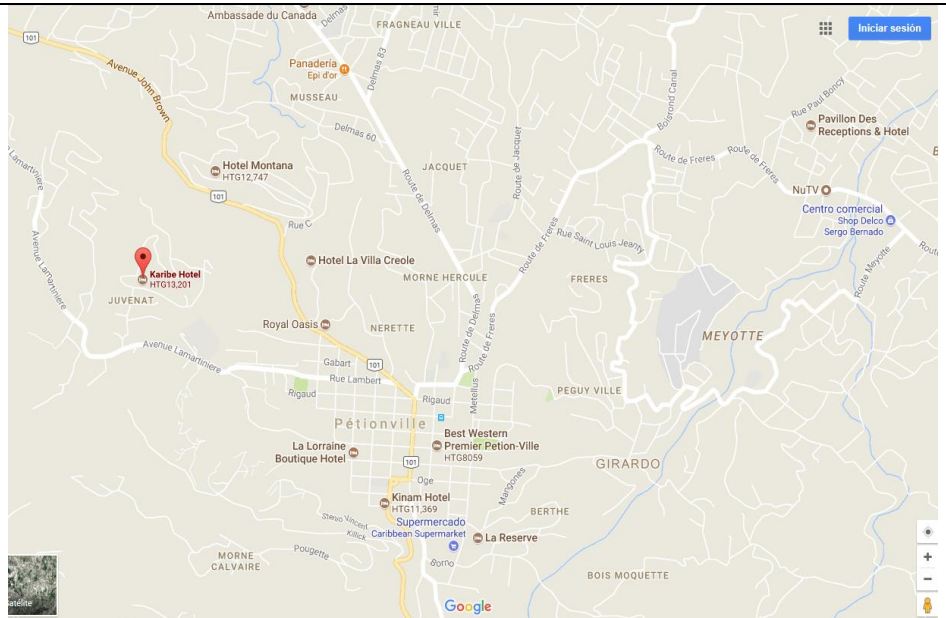 Ambassade du Canada
Delmas
FRAGNEAU VILLE
Iniciar sesión
101
Avenue John Brown
Panadería
Epi d'or
Delmas 83
MUSSEAU
Boisrond Canal
Rue Paul Boncy
Pavillon Des
Receptions & Hotel
Delmas 60
Hotel Montana
HTG12,747
JACQUET
Route de Jacquet
Route de Freres
Route de Freres
NuTV
101
Centro comercial
Shop Delco
Sergo Bernado
Route de Delmas
Rue C
Avenue Lamartiniere
Route de Freres
Rue Saint Louis Jeanty
Route Meyotte
Hotel La Villa Creole
Karibe Hotel
HTG13,201
MORNE HERCULE
FRERES
JUVENAT
Royal Oasis
NERETTE
Route de Delmas
Route de Freres
MEYOTTE
Avenue Lamartiniere
Gabart
101
Rue Lambert
Rigaud
Rigaud
Metellus
PEGUY VILLE
Pétionville
Best Western
Premier Petion-Ville
HTG8059
La Lorraine
Boutique Hotel
101
GIRARDO
Oge
Mangones
Kinam Hotel
HTG11,369
BERTHE
Stenio Vincent
Killick
Supermercado
Caribbean Supermarket
La Reserve
MORNE
CALVAIRE
Pougette
Borno
BOIS MOQUETTE
Google